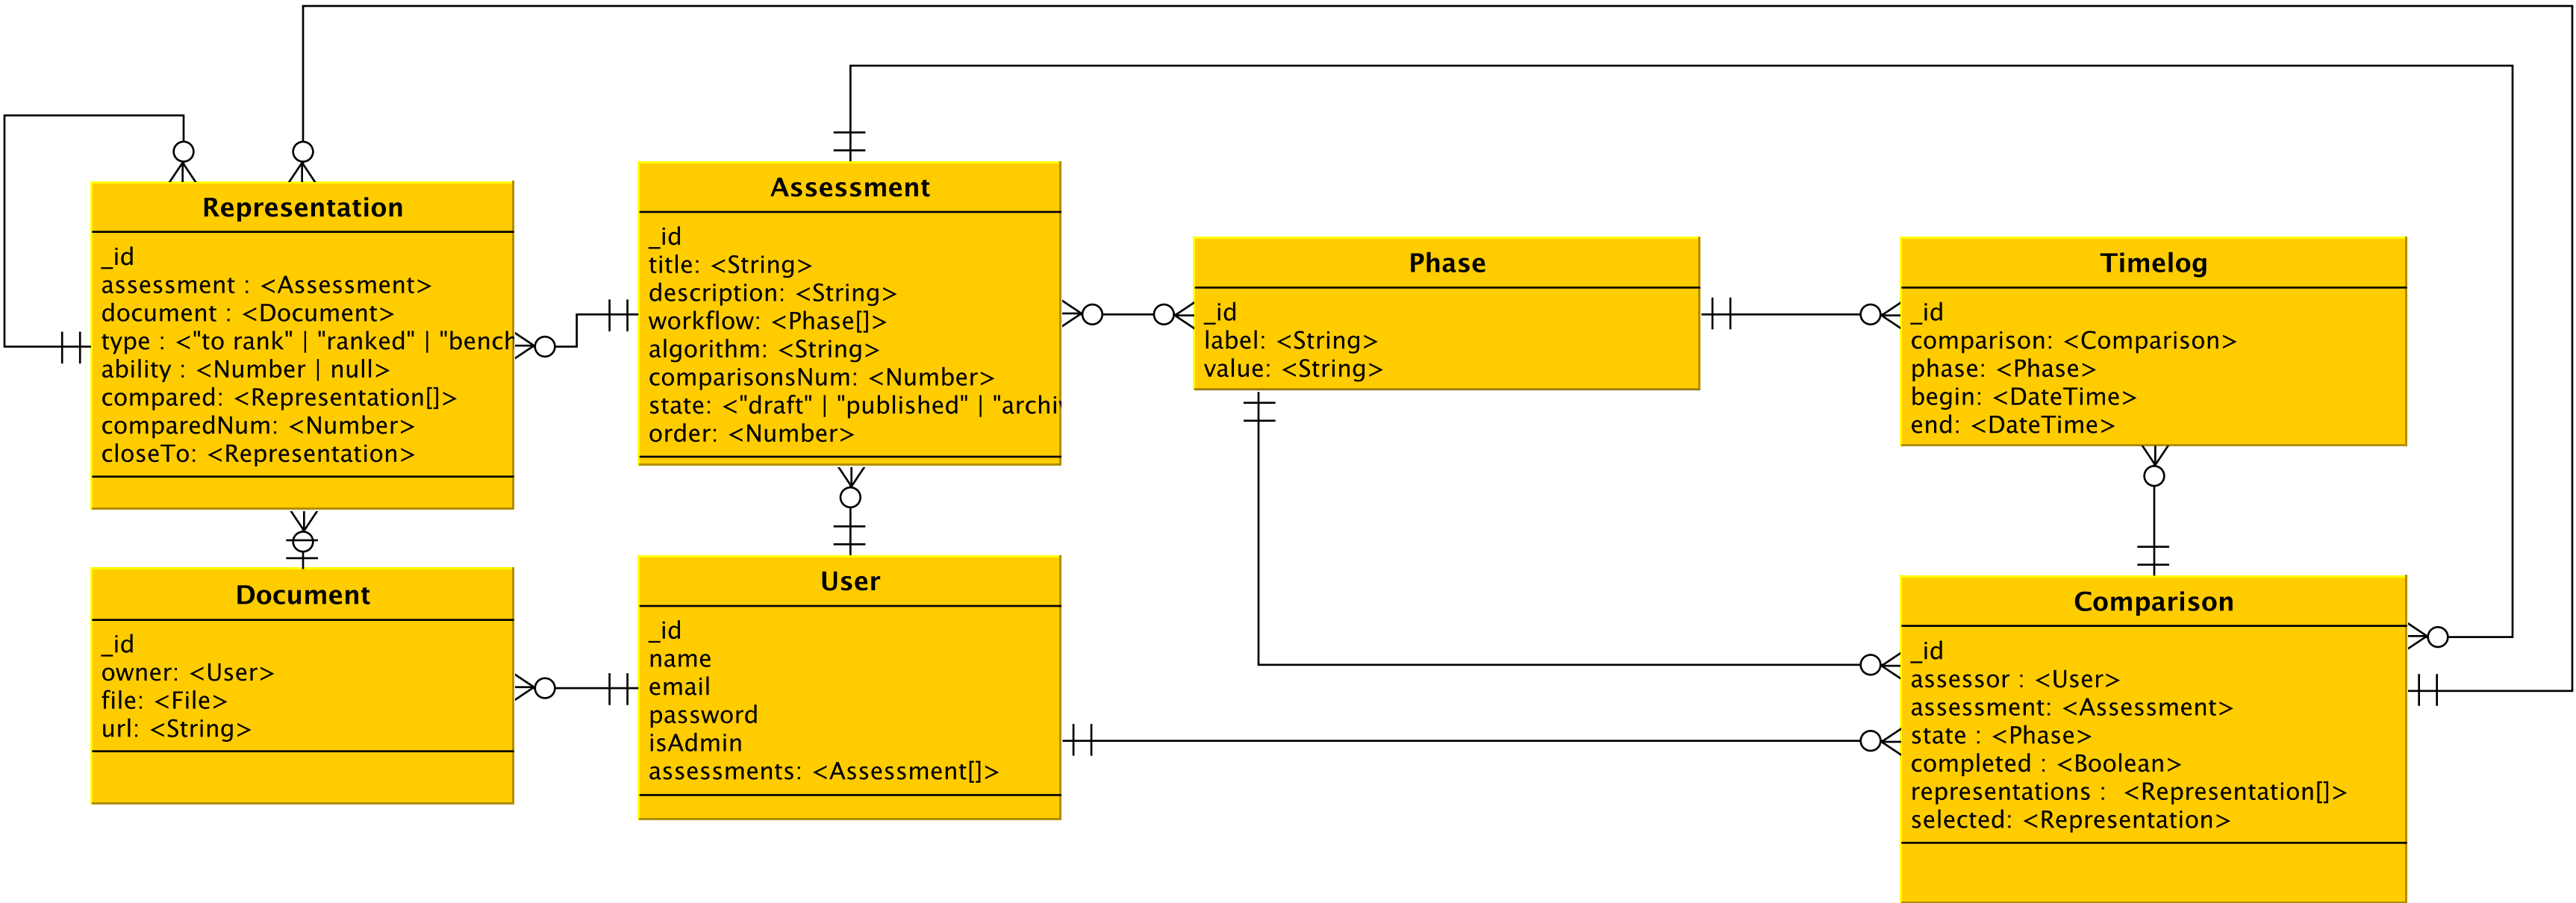 Representation
_id
assessment : <Assessment>
document : <Document>
type : <"to rank" | "ranked" | "bench
ability : <Number | null>
compared: <Representation[]>
comparedNum: <Number>
closeTo: <Representation>
Assessment
_id
title: <String>
description: <String>
workflow: <Phase[]>
algorithm: <String>
comparisonsNum: <Number>
state: <"draft" | "published" | "archi
order: <Number>
Phase
_id
label: <String>
value: <String>
Timelog
_id
comparison: <Comparison>
phase: <Phase>
begin: <DateTime>
end: <DateTime>
Document
_id
owner: <User>
file: <File>
url: <String>
User
_id
name
email
password
isAdmin
assessments: <Assessment[]>
Comparison
_id
assessor : <User>
assessment: <Assessment>
state : <Phase>
completed : <Boolean>
representations : <Representation[]>
selected: <Representation>